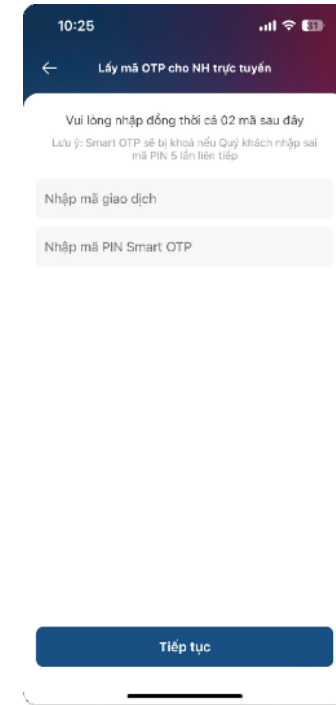 10:25
31
Lấy mã OTP cho NH trực tuyến
Vui lòng nhập đồng thời cả 02 mã sau đây
Lưu ý: Smart OTP sẽ bị khoá nếu Quý khách nhập sai
mã PIN 5 lần liên tiếp
Nhập mã giao dịch
Nhập mã PIN Smart OTP
Tiếp tục